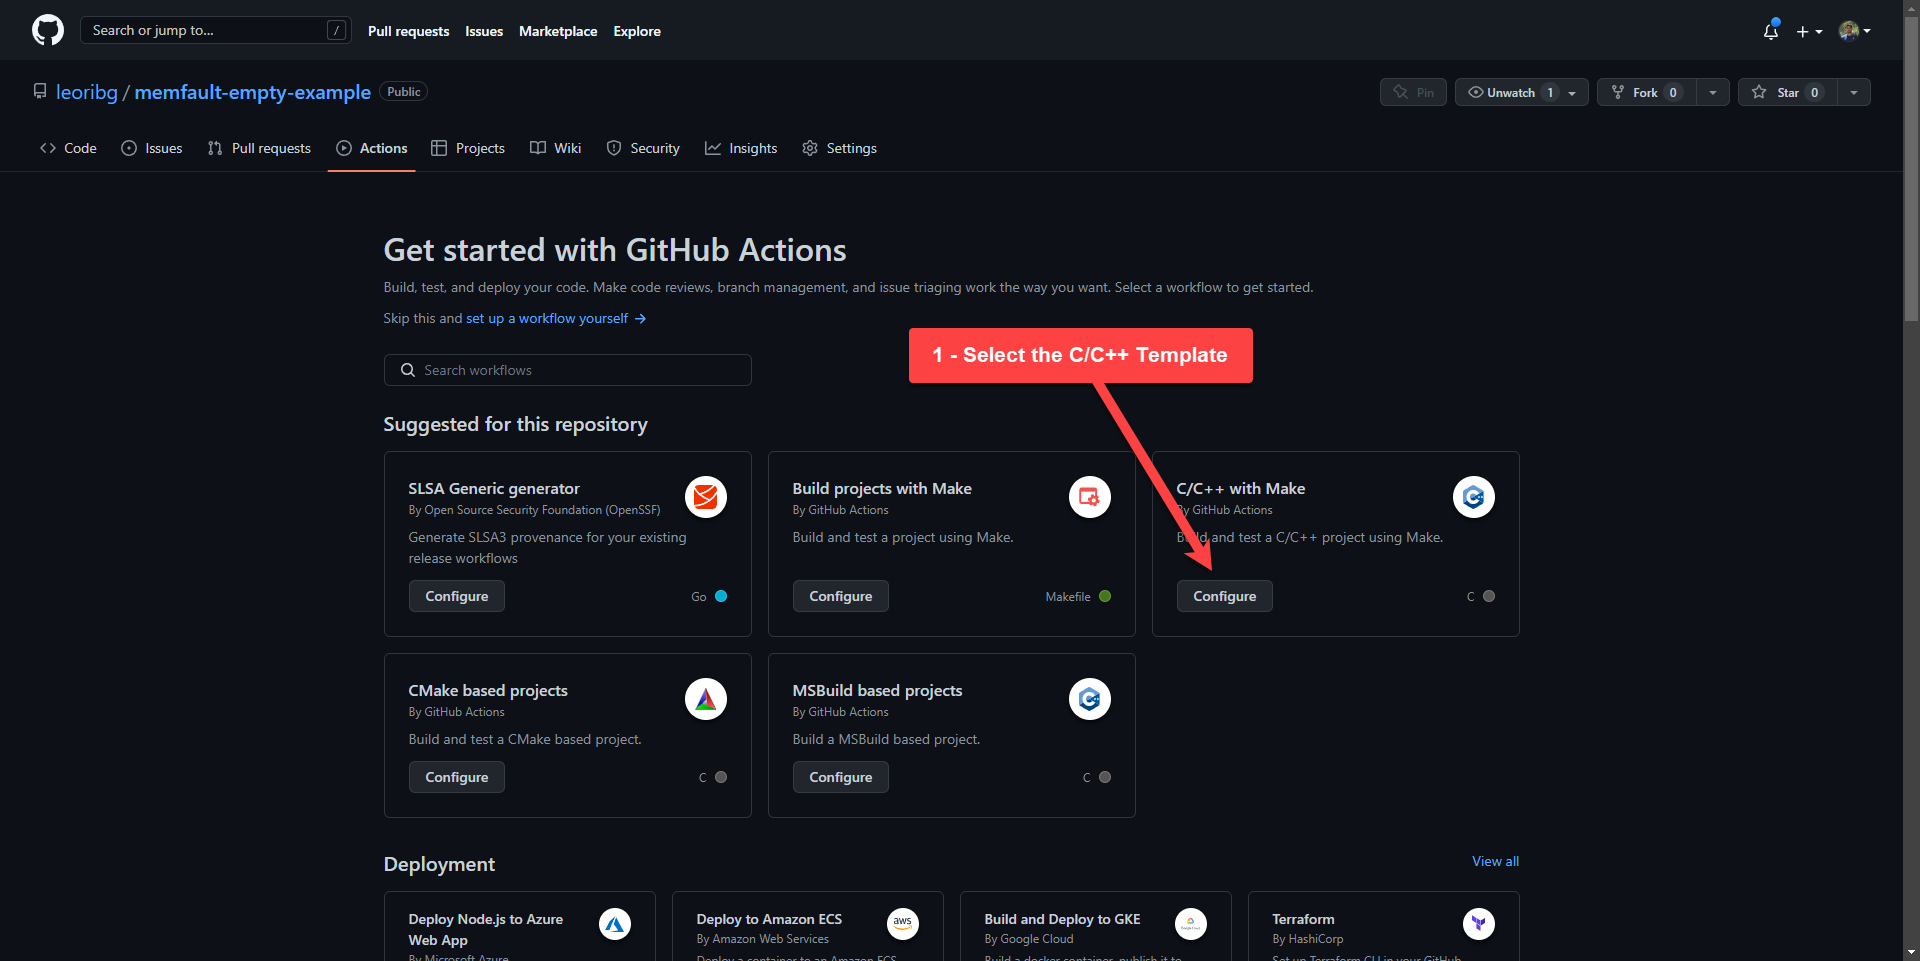 Search or jump to... /
Pull requests Issues Marketplace Explore
leoribg / memfault-empty-example Public
Pin Unwatch 1 Fork 0 Star 0
Code Issues Pull requests Actions Projects Wiki Security Insights Settings
Get started with GitHub Actions
Build, test, and deploy your code. Make code reviews, branch management, and issue triaging work the way you want. Select a workflow to get started.
Skip this and set up a workflow yourself →
1 - Select the C/C++ Template
Search workflows
Suggested for this repository
SLSA Generic generator
By Open Source Security Foundation (OpenSSF)
Generate SLSA3 provenance for your existing
release workflows
Configure Go
Build projects with Make
By GitHub Actions
Build and test a project using Make.
Configure Makefile
C/C++ with Make
By GitHub Actions
Build and test a C/C++ project using Make.
Configure C
CMake based projects
By GitHub Actions
Build and test a CMake based project.
Configure C
MSBuild based projects
By GitHub Actions
Build a MSBuild based project.
Configure C
Deployment View all
Deploy Node.js to Azure
Web App
By Microsoft Azure
Deploy to Amazon ECS
aws
By Amazon Web Services
Deploy a container to an Amazon ECS
Build and Deploy to GKE
By Google Cloud
Build a docker container, publish it to
Terraform
By HashiCorp
Set up Terraform CLI in your GitHub